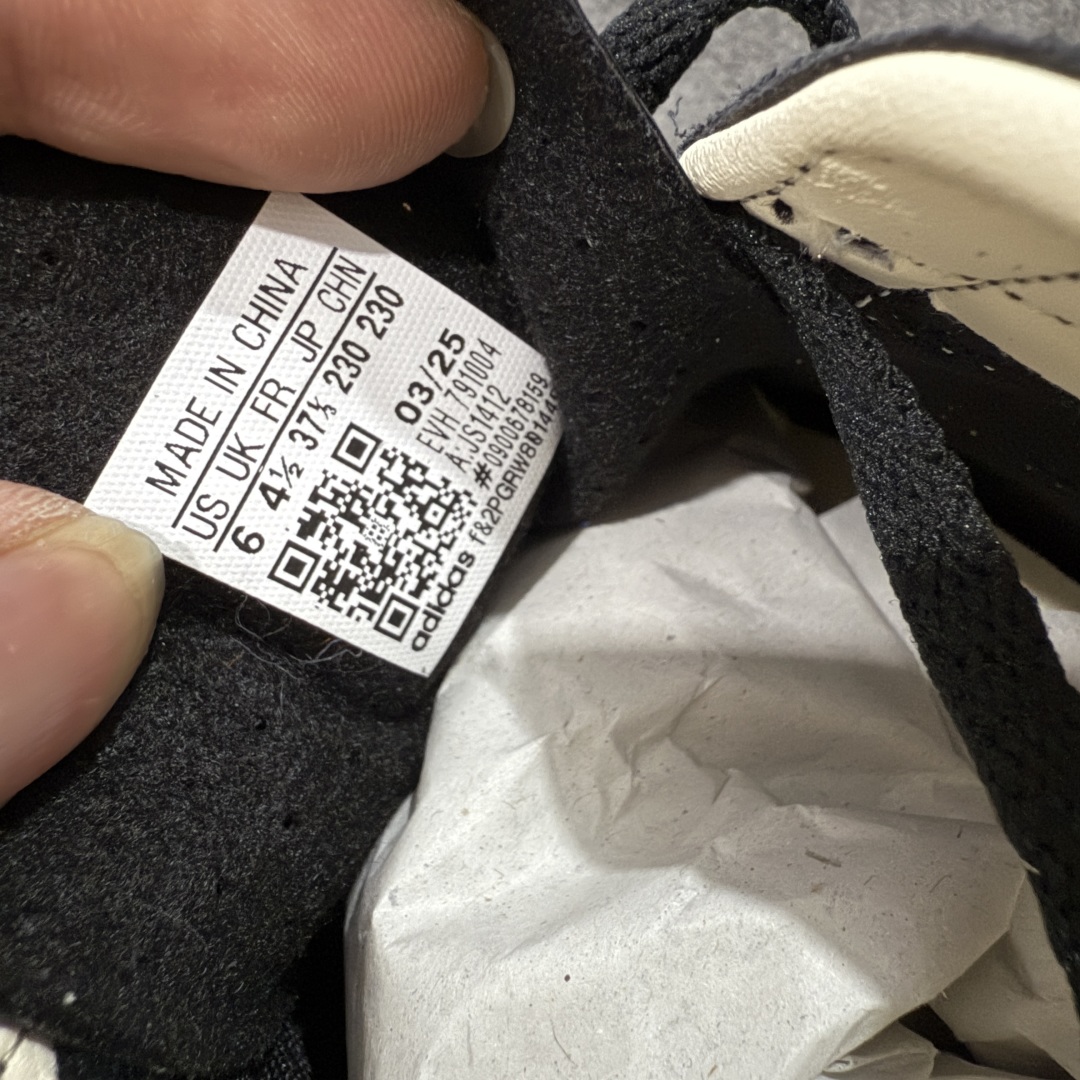 MADE IN CHINA
US UK FR JP CHN
6 4½ 37⅓ 230 230
03/25
EVH 791004
A.JS1412
#0900678159
adidas